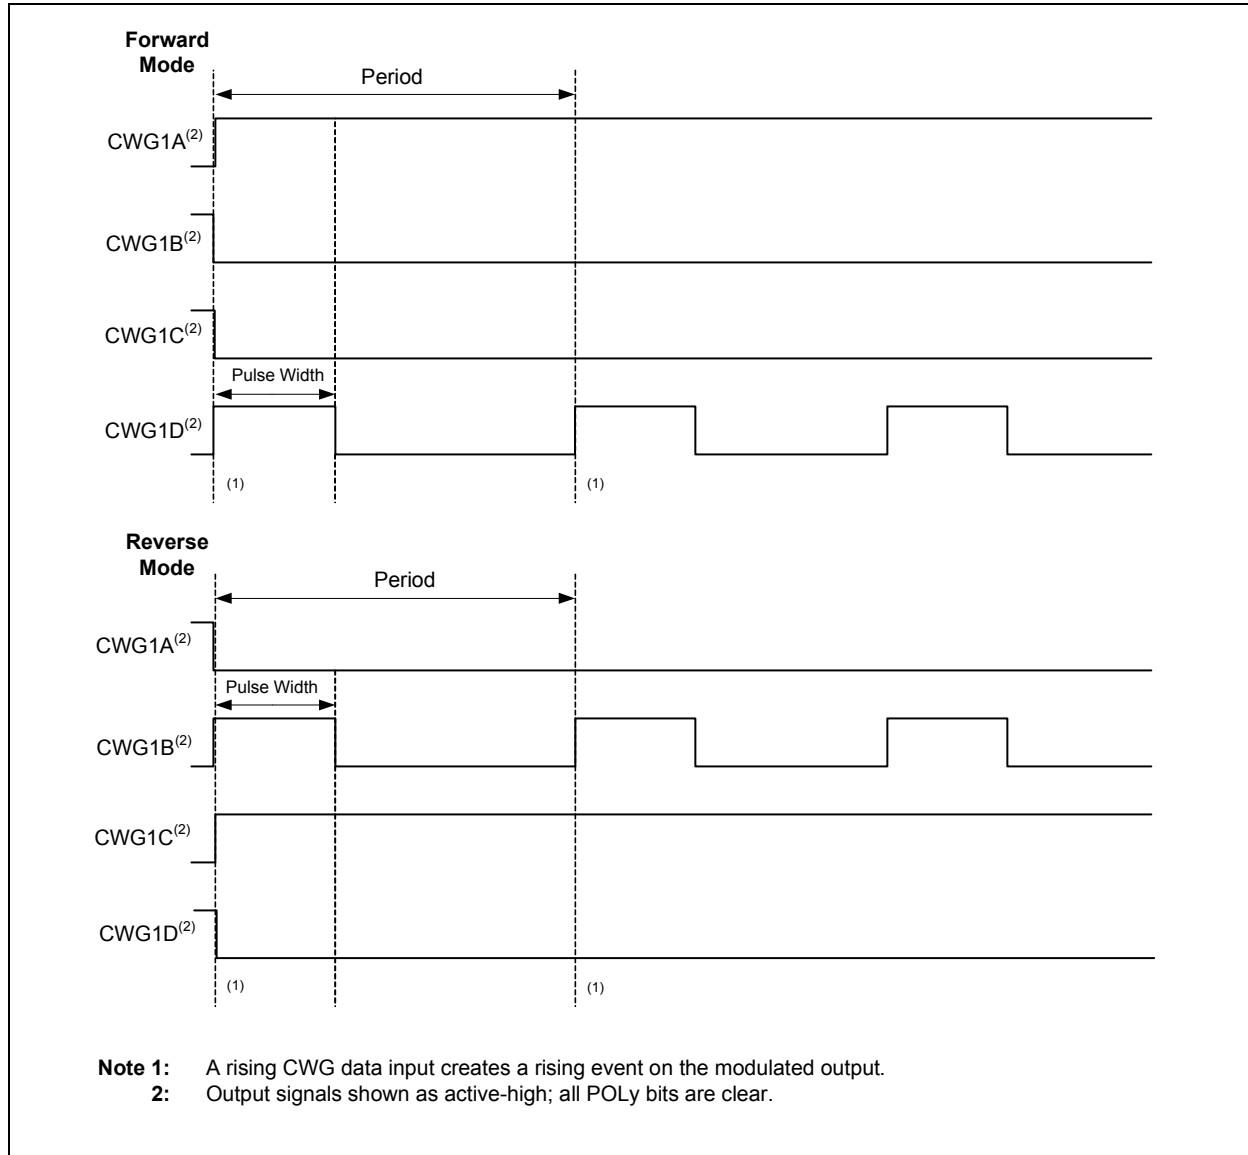 Forward
Mode
Period
CWG1A(2)
CWG1B(2)
CWG1C(2)
Pulse Width
CWG1D(2)
(1)
(1)
Reverse
Mode
Period
CWG1A(2)
Pulse Width
CWG1B(2)
CWG1C(2)
CWG1D(2)
(1)
(1)
Note 1: A rising CWG data input creates a rising event on the modulated output.
2: Output signals shown as active-high; all POLy bits are clear.